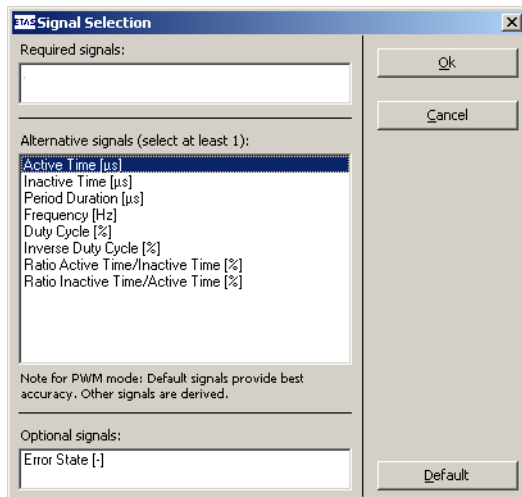 ETAS Signal Selection
Required signals:
Ok
Cancel
Alternative signals (select at least 1):
Active Time [µs]
Inactive Time [µs]
Period Duration [µs]
Frequency [Hz]
Duty Cycle [%]
Inverse Duty Cycle [%]
Ratio Active Time/Inactive Time [%]
Ratio Inactive Time/Active Time [%]
Note for PWM mode: Default signals provide best
accuracy. Other signals are derived.
Optional signals:
Error State [-]
Default